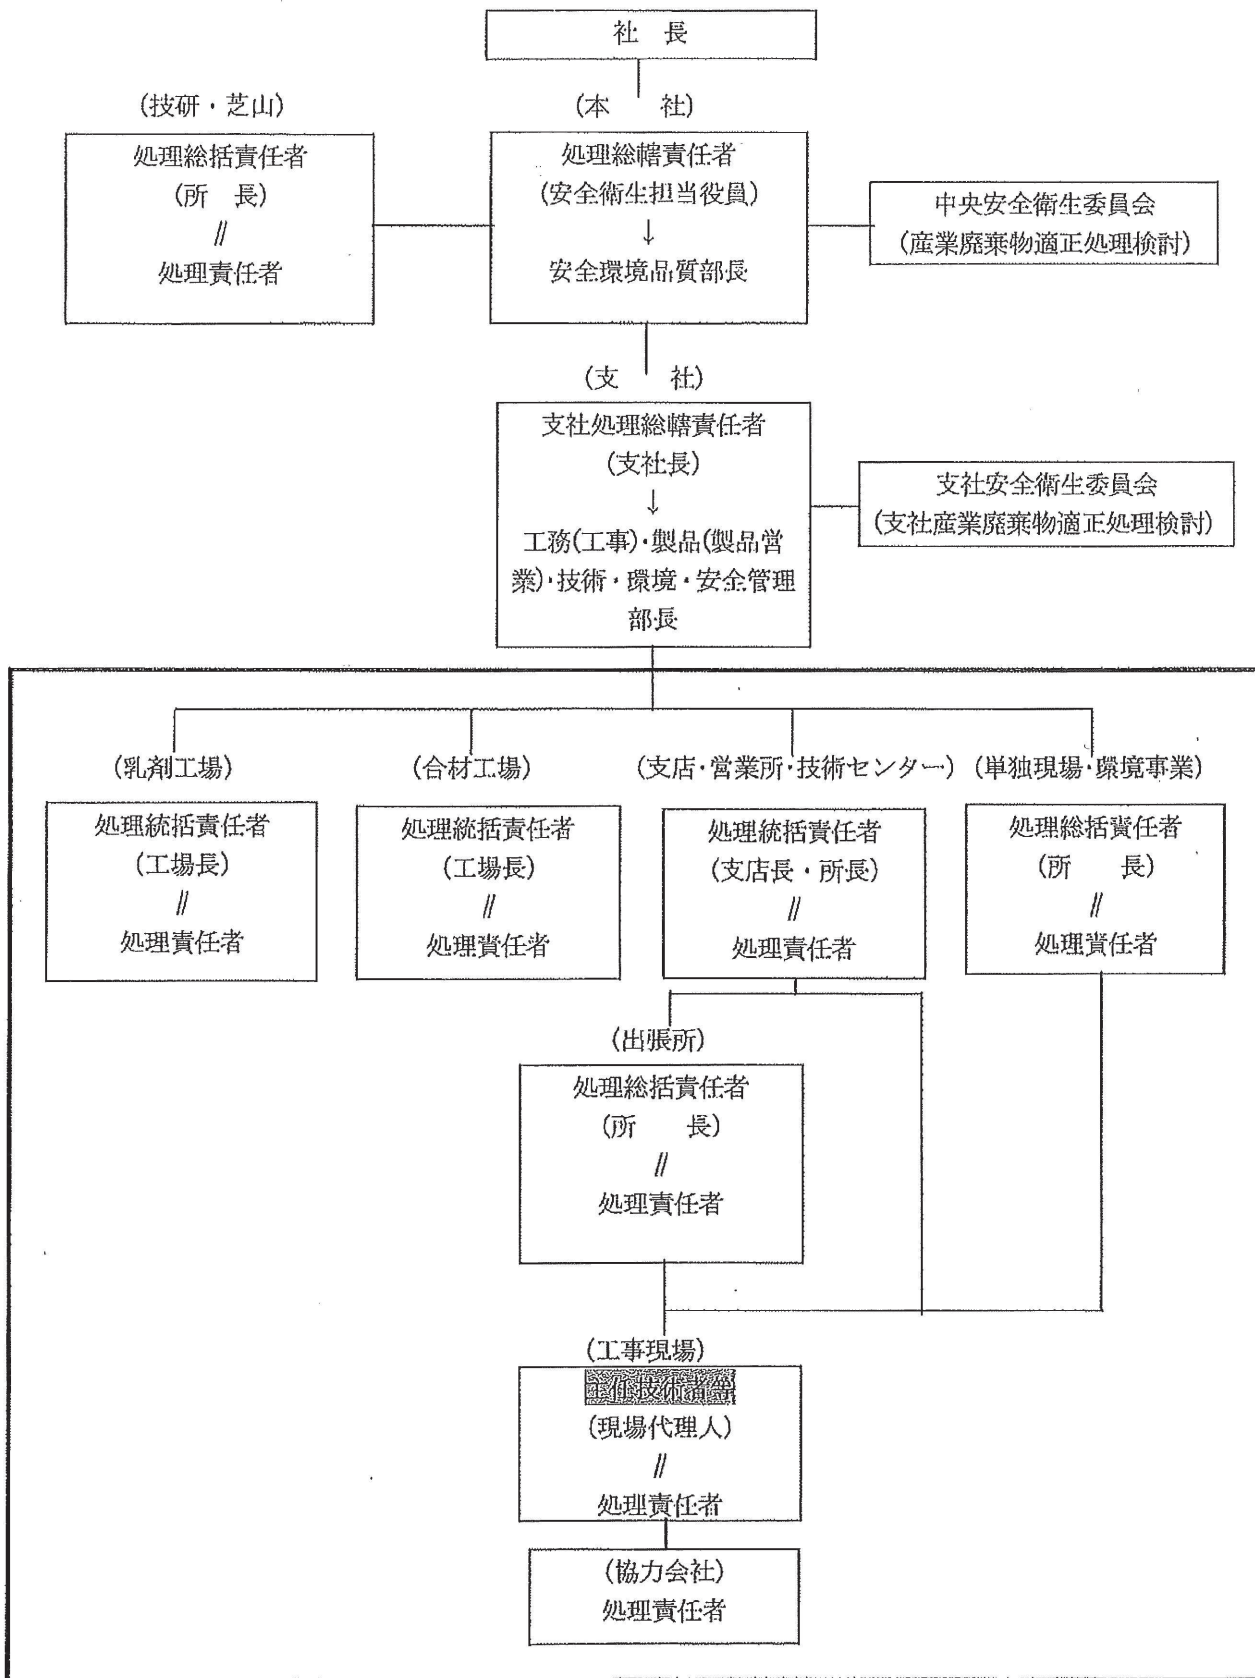 社　長
(技研・芝山)
(本　　社)
処理総括責任者
(所　長)
〃
処理責任者
処理総轄責任者
(安全衛生担当役員)
↓
安全環境品質部長
中央安全衛生委員会
(産業廃棄物適正処理検討)
(支　　社)
支社処理総轄責任者
(支社長)
↓
工務(工事)・製品(製品営
業)・技術・環境・安全管理
部長
支社安全衛生委員会
(支社産業廃棄物適正処理検討)
(乳剤工場)
(合材工場)
(支店・営業所・技術センター)
(単独現場・環境事業)
処理統括責任者
(工場長)
〃
処理責任者
処理統括責任者
(工場長)
〃
処理責任者
処理統括責任者
(支店長・所長)
〃
処理責任者
処理総括責任者
(所　　長)
〃
処理責任者
(出張所)
処理総括責任者
(所　　長)
〃
処理責任者
(工事現場)
主任技術者等
(現場代理人)
〃
処理責任者
(協力会社)
処理責任者